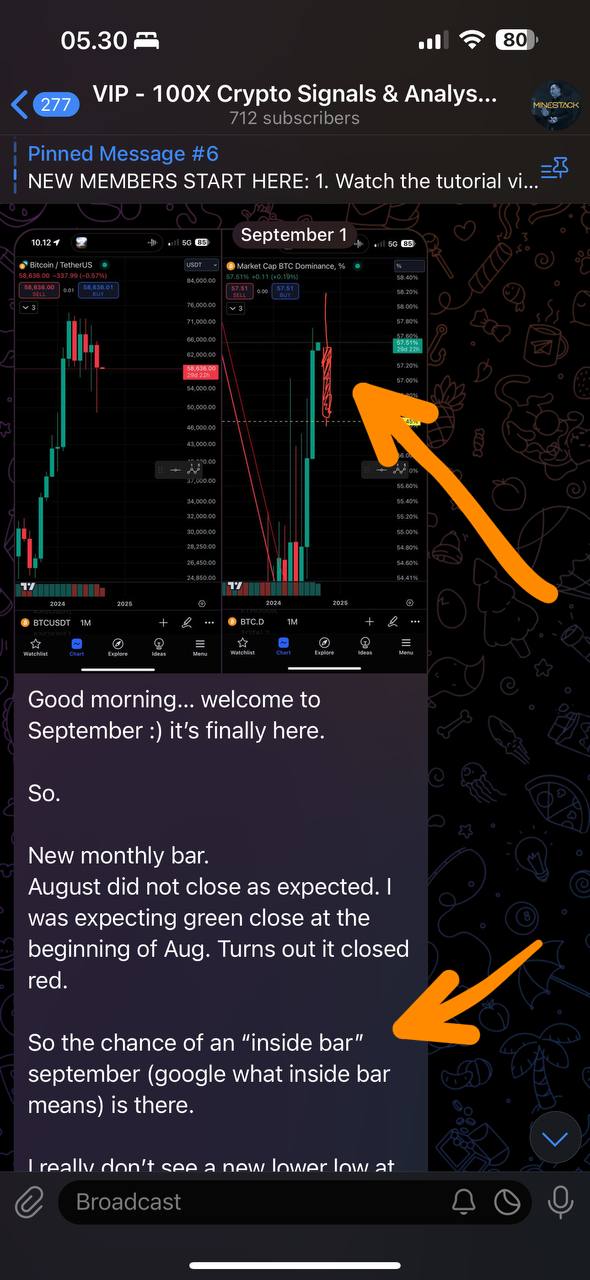 05.30
80
277
VIP - 100X Crypto Signals & Analys...
712 subscribers
MINESTACK
Pinned Message #6
NEW MEMBERS START HERE: 1. Watch the tutorial vi...
September 1
10.12
5G 85
Bitcoin / TetherUS
USDT
58,636.00 −337.99 (−0.57%)
58,636.00
SELL
0.01
58,636.01
BUY
3
84,000.00
76,000.00
71,000.00
66,000.00
62,000.00
58,636.00
29d 22h
54,000.00
50,000.00
46,000.00
43,000.00
37,000.00
34,000.00
32,000.00
30,000.00
28,250.00
26,450.00
24,850.00
2024
2025
BTCUSDT
1M
Watchlist
Chart
Explore
Ideas
Menu
5G 85
Market Cap BTC Dominance, %
%
57.51% +0.11 (+0.19%)
57.51
SELL
0.00
57.51
BUY
3
58.40%
58.20%
58.00%
57.80%
57.60%
57.51%
29d 22h
57.20%
57.00%
55.60%
55.40%
55.20%
55.00%
54.80%
54.60%
54.41%
2024
2025
BTC.D
1M
Watchlist
Chart
Explore
Ideas
Menu
Good morning... welcome to
September :) it’s finally here.
So.
New monthly bar.
August did not close as expected. I
was expecting green close at the
beginning of Aug. Turns out it closed
red.
So the chance of an “inside bar”
september (google what inside bar
means) is there.
I really don’t see a new lower low at
Broadcast